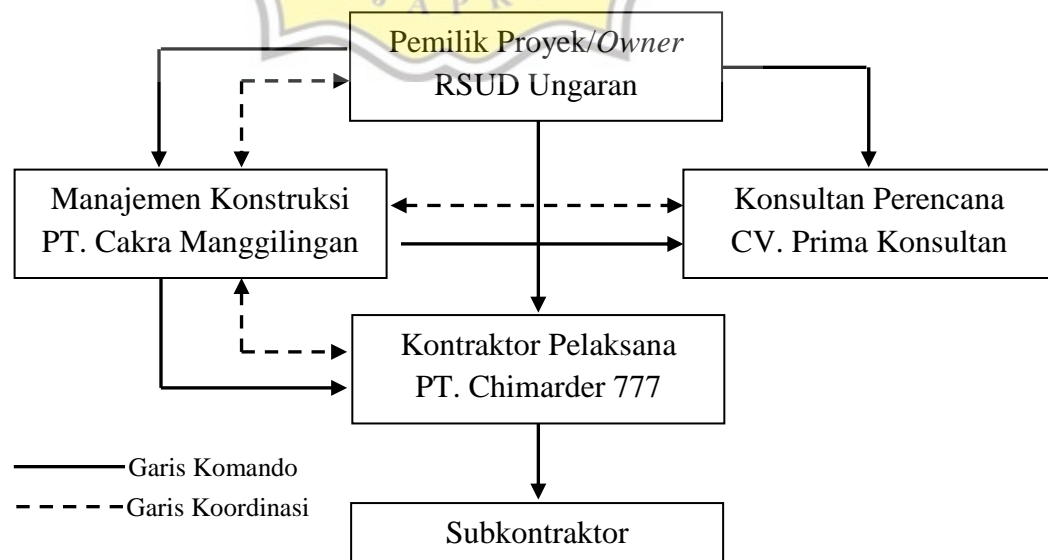 J A P R
Pemilik Proyek/Owner
RSUD Ungaran
Manajemen Konstruksi
PT. Cakra Manggilingan
Konsultan Perencana
CV. Prima Konsultan
Kontraktor Pelaksana
PT. Chimarder 777
Garis Komando
Garis Koordinasi
Subkontraktor